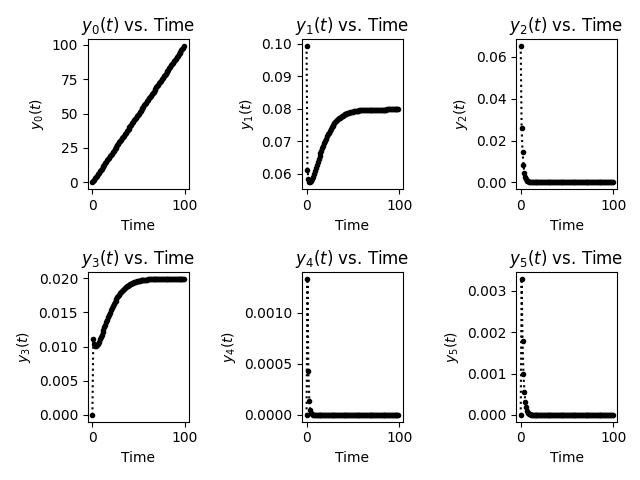 y₀(t) vs. Time
y₁(t) vs. Time
y₂(t) vs. Time
100
75
50
25
0
y₀(t)
0
100
Time
0.10
0.09
0.08
0.07
0.06
y₁(t)
0
100
Time
0.06
0.04
0.02
0.00
y₂(t)
0
100
Time
y₃(t) vs. Time
y₄(t) vs. Time
y₅(t) vs. Time
0.020
0.015
0.010
0.005
0.000
y₃(t)
0
100
Time
0.0010
0.0005
0.0000
y₄(t)
0
100
Time
0.003
0.002
0.001
0.000
y₅(t)
0
100
Time